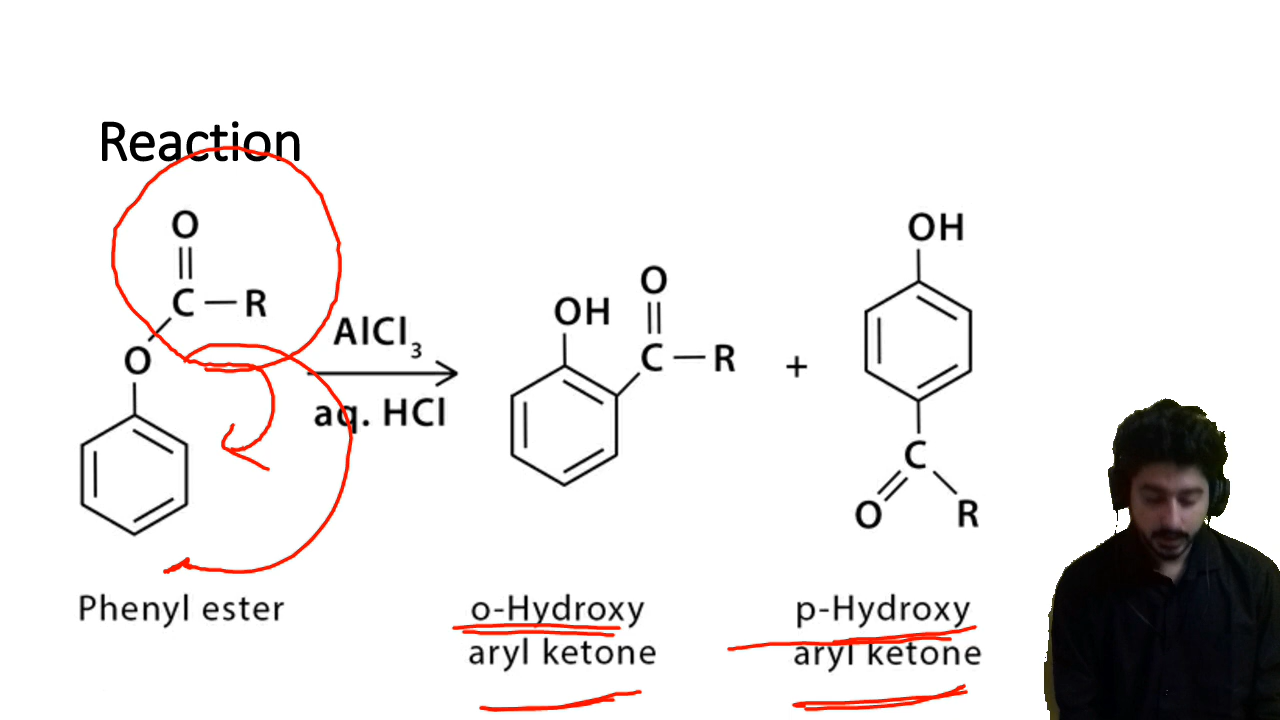 Reaction
O
C — R
O
AlCl₃
aq. HCl
OH
O
C — R
+
OH
C
O
R
Phenyl ester
o-Hydroxy
aryl ketone
p-Hydroxy
aryl ketone